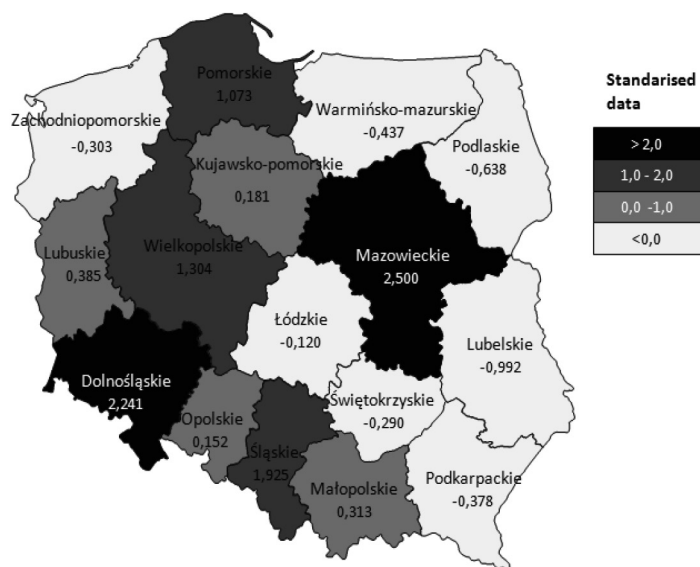 Pomorskie
1,073
Zachodniopomorskie
-0,303
Warmińsko-mazurskie
-0,437
Podlaskie
-0,638
Kujawsko-pomorskie
0,181
Lubuskie
0,385
Wielkopolskie
1,304
Mazowieckie
2,500
Łódzkie
-0,120
Lubelskie
-0,992
Dolnośląskie
2,241
Opolskie
0,152
Śląskie
1,925
Świętokrzyskie
-0,290
Małopolskie
0,313
Podkarpackie
-0,378
Standarised
data
> 2,0
1,0 - 2,0
0,0 -1,0
<0,0